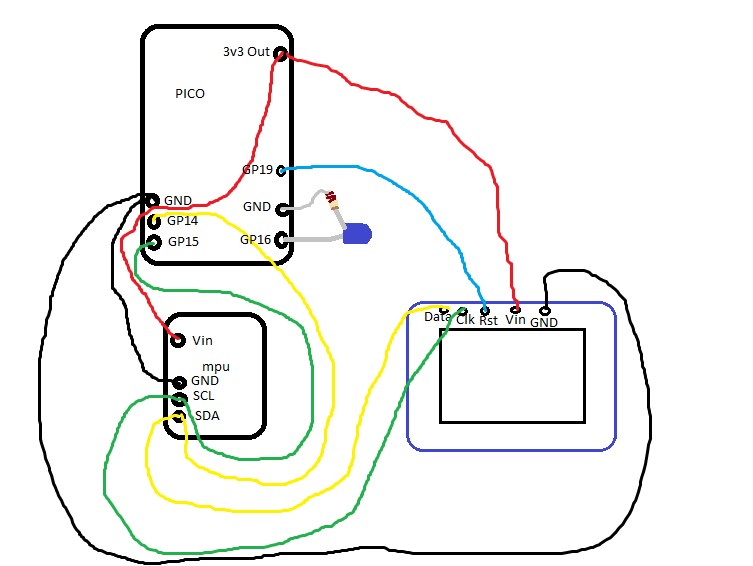 3v3 Out
PICO
GP19
GND
GND
GP14
GP15
GP16
Data Clk Rst Vin GND
Vin
mpu
GND
SCL
SDA